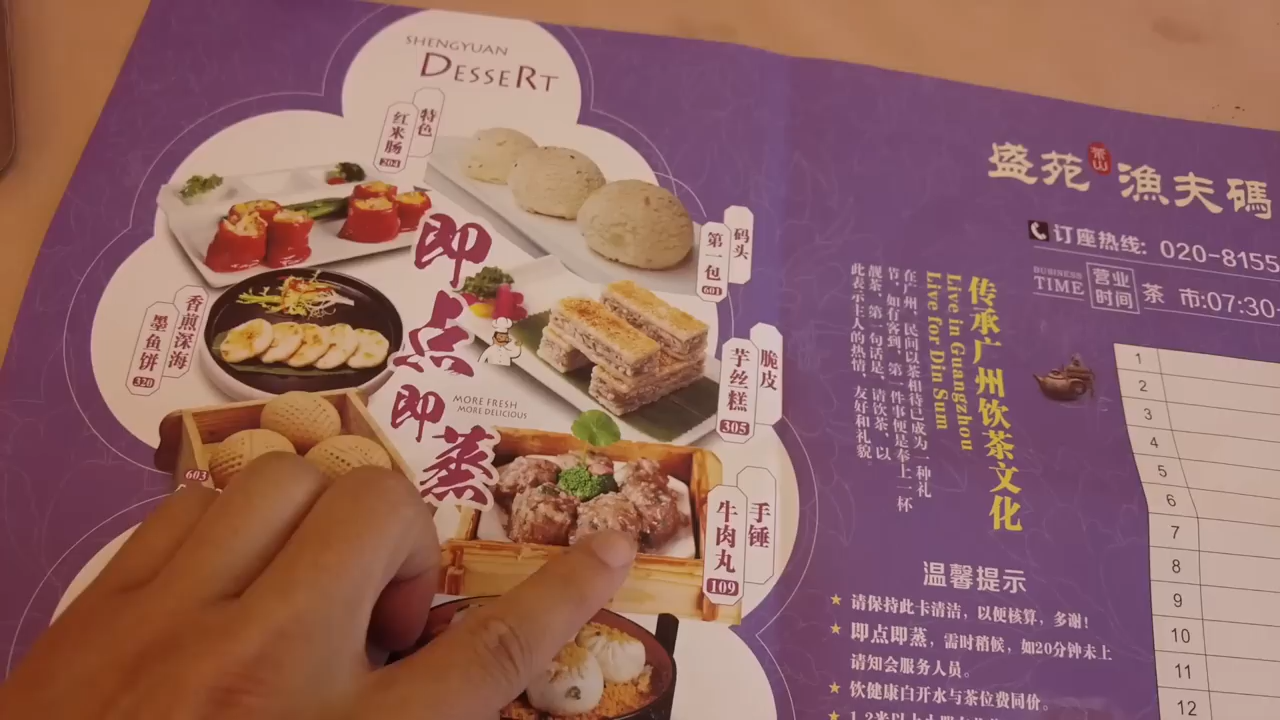 SHENGYUAN
DESSERT
特色
红米肠
204
码头
第一包
601
香煎深海
墨鱼饼
320
脆皮
芋丝糕
305
即点即蒸
MORE FRESH
MORE DELICIOUS
603
手锤
牛肉丸
109
盛苑 茶山 漁夫碼
订座热线: 020-8155
BUSINESS
TIME
营业
时间
茶 市:07:30-
传承广州饮茶文化
Live in Guangzhou
Live for Din Sum
在广州，民间以茶相待已成为一种礼
节，如有客到，第一件事便是奉上一杯
靓茶，第一句话是，请饮茶，以
此表示主人的热情、友好和礼貌。
1
2
3
4
5
6
7
8
9
10
11
12
温馨提示
★ 请保持此卡清洁，以便核算，多谢!
★ 即点即蒸，需时稍候，如20分钟未上
请知会服务人员。
★ 饮健康白开水与茶位费同价。